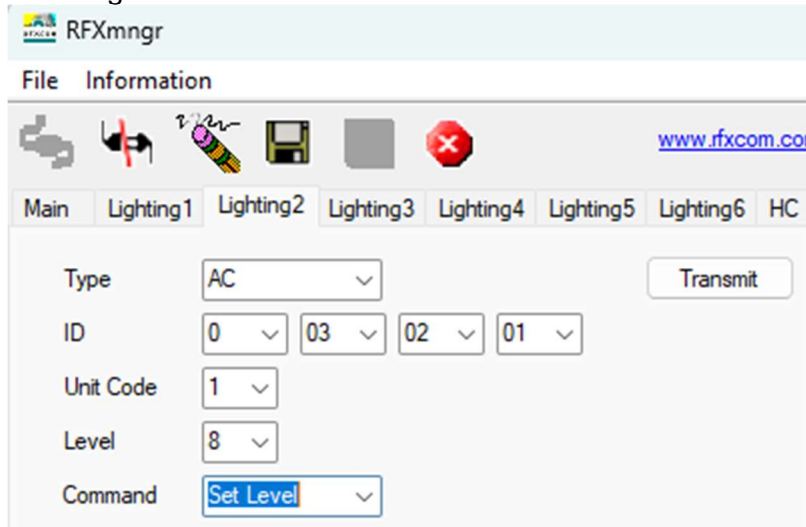 RFXmngr
File Information
www.rfxcom.co
Main Lighting1 Lighting2 Lighting3 Lighting4 Lighting5 Lighting6 HC
Type AC Transmit
ID 0 03 02 01
Unit Code 1
Level 8
Command Set Level